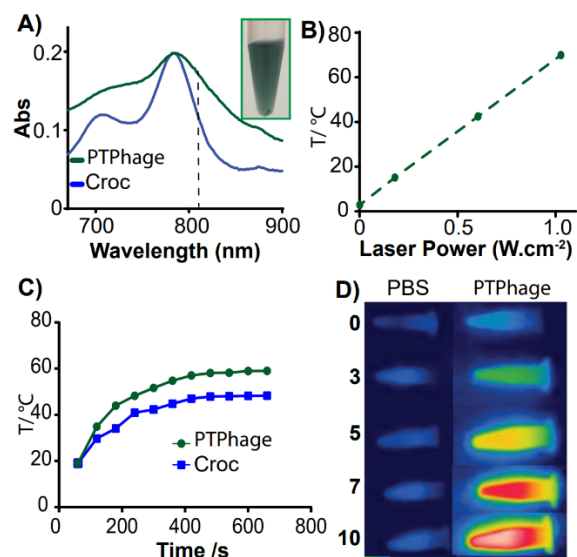 A)
0.2
0.1
Abs
PTPhage
Croc
700 800 900
Wavelength (nm)
B)
80
60
40
20
0
T/ °C
0.0 0.5 1.0
Laser Power (W.cm⁻²)
C)
80
60
40
20
0
T/ °C
PTPhage
Croc
0 200 400 600 800
Time /s
D)
PBS PTPhage
0
3
5
7
10